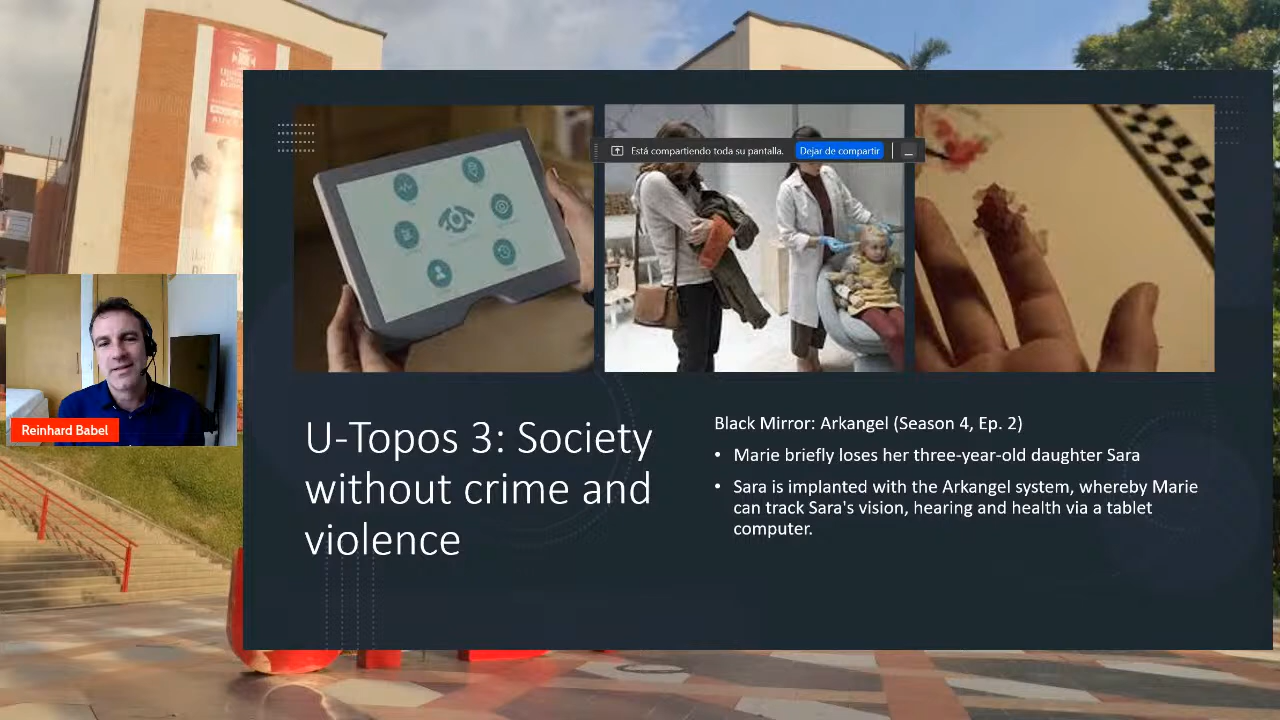 Está compartiendo toda su pantalla.
Dejar de compartir
Reinhard Babel
U-Topos 3: Society
without crime and
violence
Black Mirror: Arkangel (Season 4, Ep. 2)
• Marie briefly loses her three-year-old daughter Sara
• Sara is implanted with the Arkangel system, whereby Marie
can track Sara's vision, hearing and health via a tablet
computer.